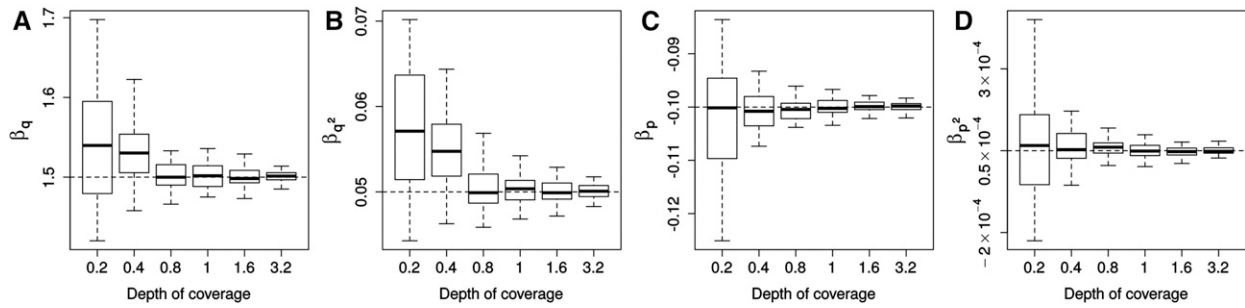 A
B
C
D
βq
1.5
1.6
1.7
0.2 0.4 0.8 1 1.6 3.2
Depth of coverage
βq²
0.05
0.06
0.07
0.2 0.4 0.8 1 1.6 3.2
Depth of coverage
βp
-0.12
-0.11
-0.10
-0.09
0.2 0.4 0.8 1 1.6 3.2
Depth of coverage
βp²
−2×10⁻⁴
0.5×10⁻⁴
3×10⁻⁴
0.2 0.4 0.8 1 1.6 3.2
Depth of coverage